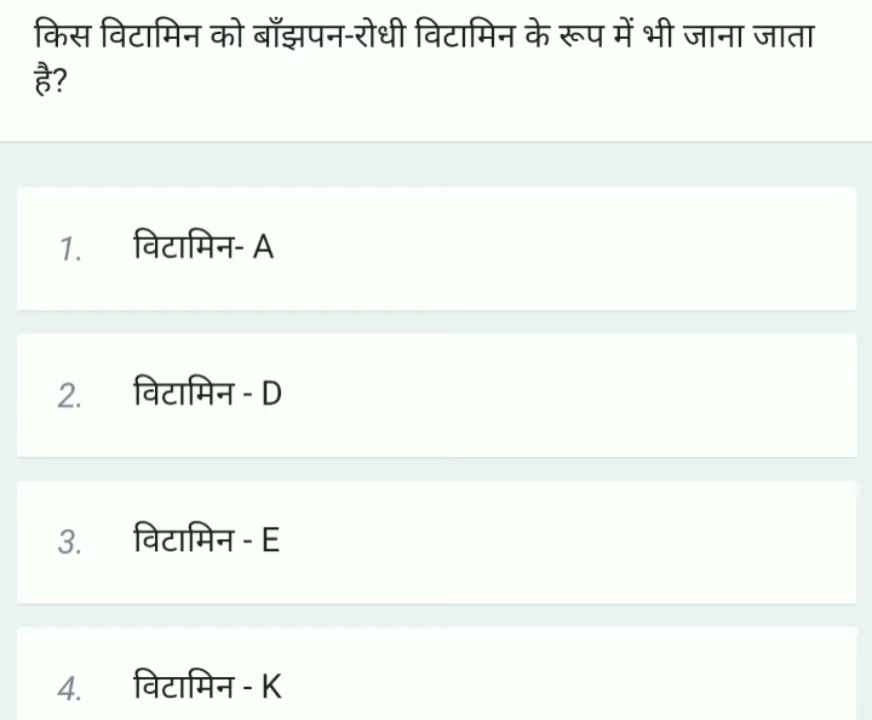 किस विटामिन को बाँझपन-रोधी विटामिन के रूप में भी जाना जाता
है?
1. विटामिन- A
2. विटामिन - D
3. विटामिन - E
4. विटामिन - K